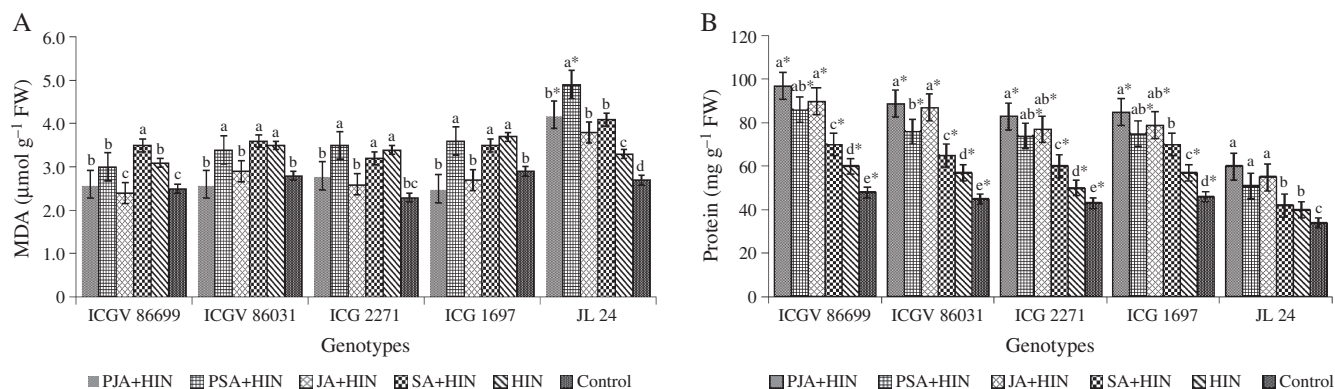 A
MDA (µmol g⁻¹ FW)
6.0
5.0
4.0
3.0
2.0
1.0
0
b b c a b c
b a b a a b
b a b a a bc
b a b a a b
b* a* b b c d
ICGV 86699 ICGV 86031 ICG 2271 ICG 1697 JL 24
Genotypes
PJA+HIN PSA+HIN JA+HIN SA+HIN HIN Control
B
Protein (mg g⁻¹ FW)
120
100
80
60
40
20
0
a* ab* a* c* d* e*
a* b* a* c* d* e*
a* ab* ab* c* d* e*
a* ab* ab* b c* d*
a a a b b c
ICGV 86699 ICGV 86031 ICG 2271 ICG 1697 JL 24
Genotypes
PJA+HIN PSA+HIN JA+HIN SA+HIN HIN Control